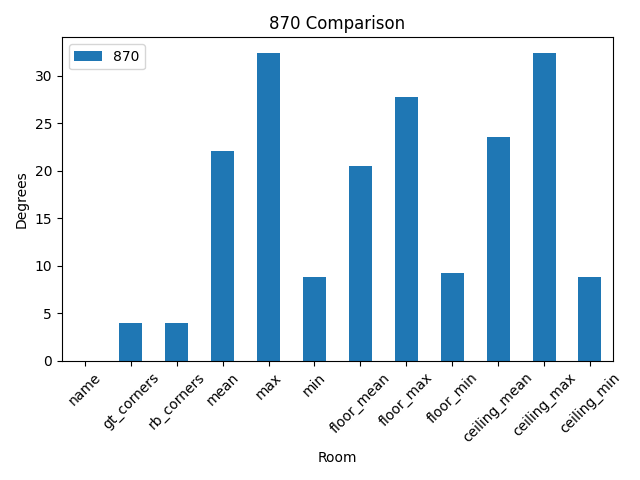 870 Comparison
870
Degrees
30
25
20
15
10
5
0
name
gt_corners
rb_corners
mean
max
min
floor_mean
floor_max
floor_min
ceiling_mean
ceiling_max
ceiling_min
Room